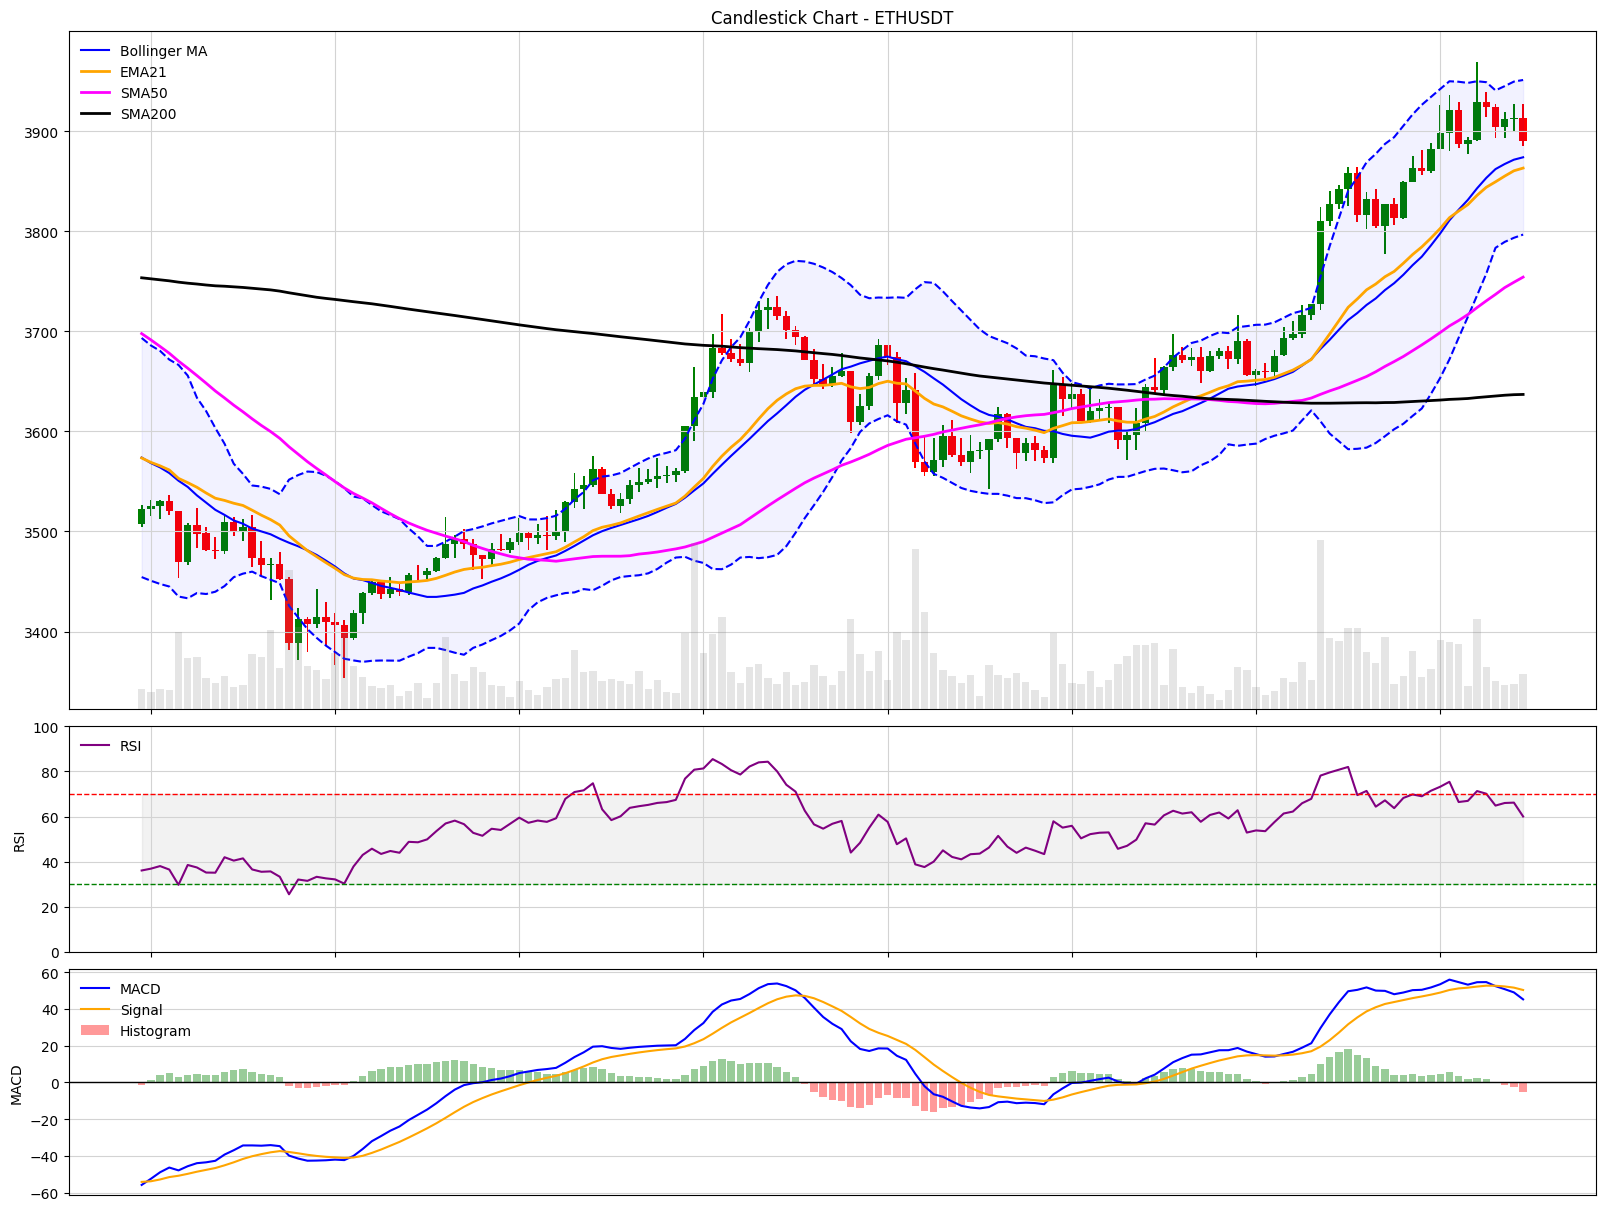 Candlestick Chart - ETHUSDT
Bollinger MA
EMA21
SMA50
SMA200
3900
3800
3700
3600
3500
3400
100
RSI
80
60
40
20
0
RSI
60
MACD
40
Signal
Histogram
20
0
−20
−40
−60
MACD